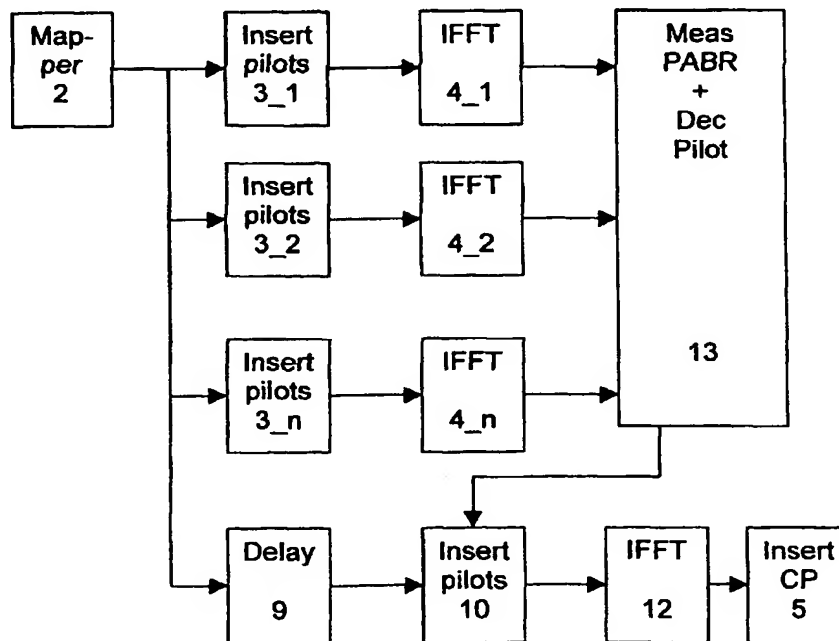 Map-
per
2
Insert
pilots
3_1
IFFT
4_1
Meas
PABR
+
Dec
Pilot
13
Insert
pilots
3_2
IFFT
4_2
Insert
pilots
3_n
IFFT
4_n
Delay
9
Insert
pilots
10
IFFT
12
Insert
CP
5